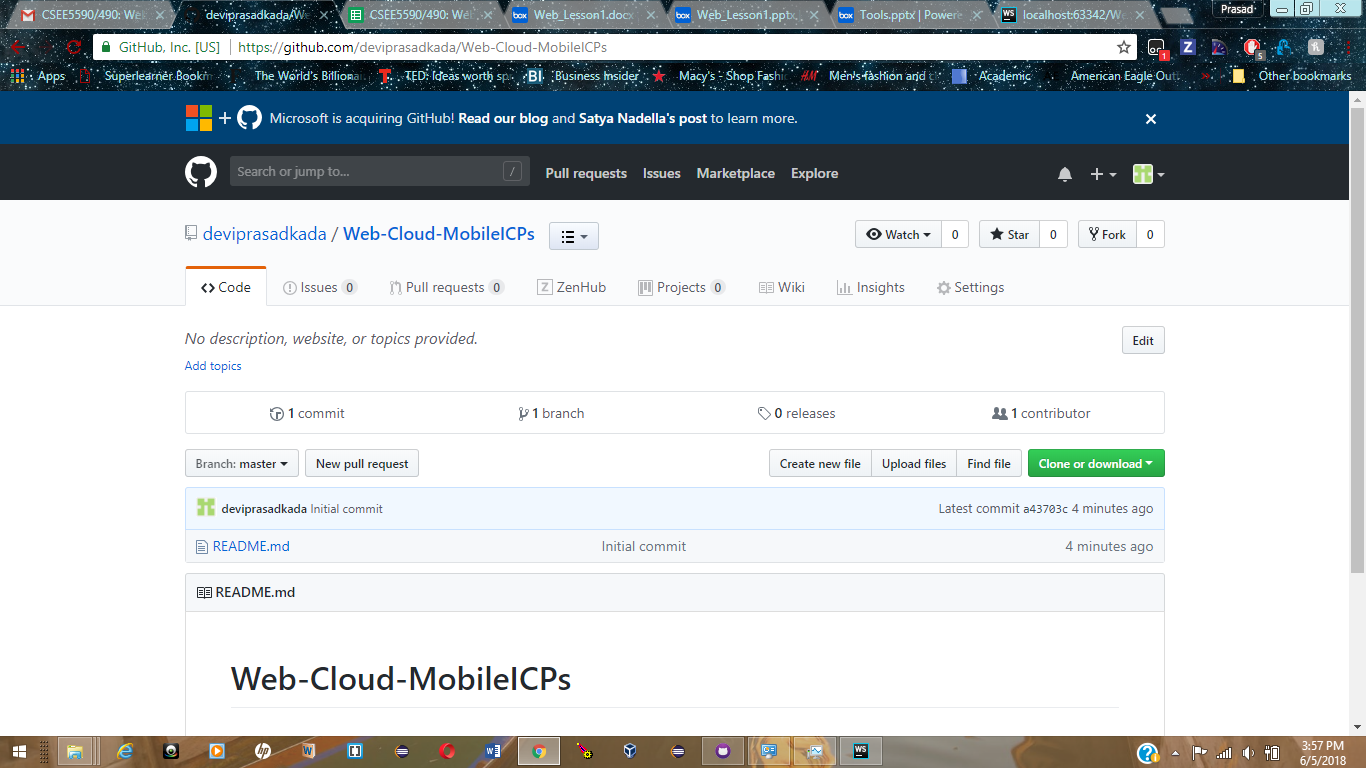 CSEE5590/490: We
deviprasadkada/W
CSEE5590/490: We
Web_Lesson1.docx
Web_Lesson1.pptx
Tools.pptx | Powere
localhost:63342/W
Prasad
GitHub, Inc. [US] https://github.com/deviprasadkada/Web-Cloud-MobileICPs
Apps Superlearner Bookm The World's Billiona TED: Ideas worth sp Business Insider Macy's - Shop Fashi Men's fashion and t Academic American Eagle Out Other bookmarks
Microsoft is acquiring GitHub! Read our blog and Satya Nadella's post to learn more.
Search or jump to... / Pull requests Issues Marketplace Explore
deviprasadkada / Web-Cloud-MobileICPs Watch 0 Star 0 Fork 0
Code Issues 0 Pull requests 0 ZenHub Projects 0 Wiki Insights Settings
No description, website, or topics provided. Edit
Add topics
1 commit 1 branch 0 releases 1 contributor
Branch: master New pull request Create new file Upload files Find file Clone or download
deviprasadkada Initial commit Latest commit a43703c 4 minutes ago
README.md Initial commit 4 minutes ago
README.md
Web-Cloud-MobileICPs
3:57 PM
6/5/2018